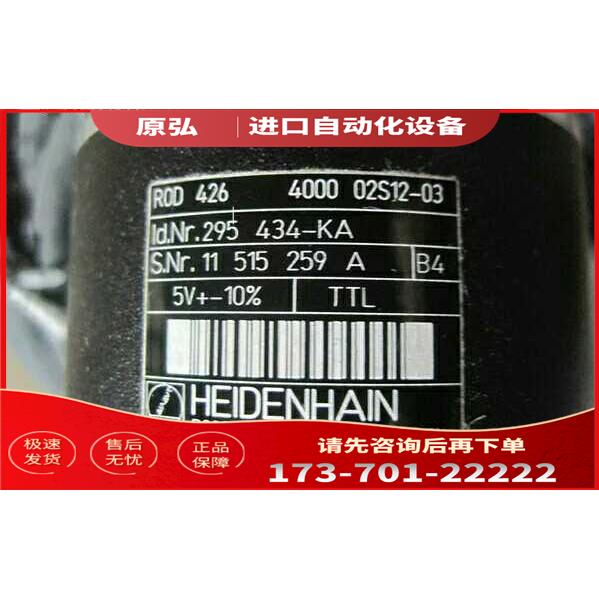 原弘 进口自动化设备
ROD 426 4000 02S12-03
Id.Nr.295 434-KA
S.Nr.11 515 259 A B4
5V+-10% TTL
HEIDENHAIN
极速发货
售后无忧
正品保障
请先咨询后再下单
173-701-22222